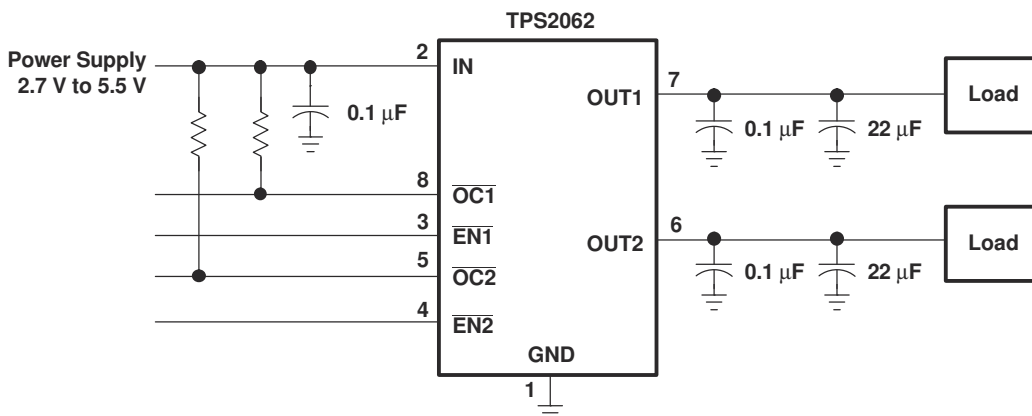 TPS2062
Power Supply
2.7 V to 5.5 V
2
IN
0.1 μF
8
OC1
3
EN1
5
OC2
4
EN2
GND
1
OUT1
7
0.1 μF
22 μF
Load
OUT2
6
0.1 μF
22 μF
Load